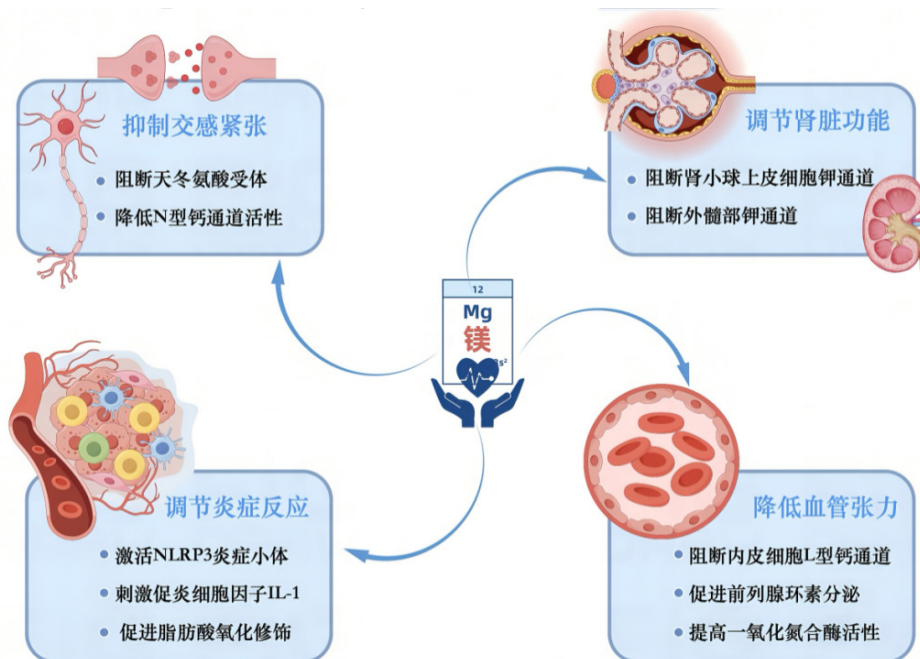 抑制交感紧张
阻断天冬氨酸受体
降低N型钙通道活性
调节肾脏功能
阻断肾小球上皮细胞钾通道
阻断外髓部钾通道
12
Mg
镁
3s²
调节炎症反应
激活NLRP3炎症小体
刺激促炎细胞因子IL-1
促进脂肪酸氧化修饰
降低血管张力
阻断内皮细胞L型钙通道
促进前列腺环素分泌
提高一氧化氮合酶活性